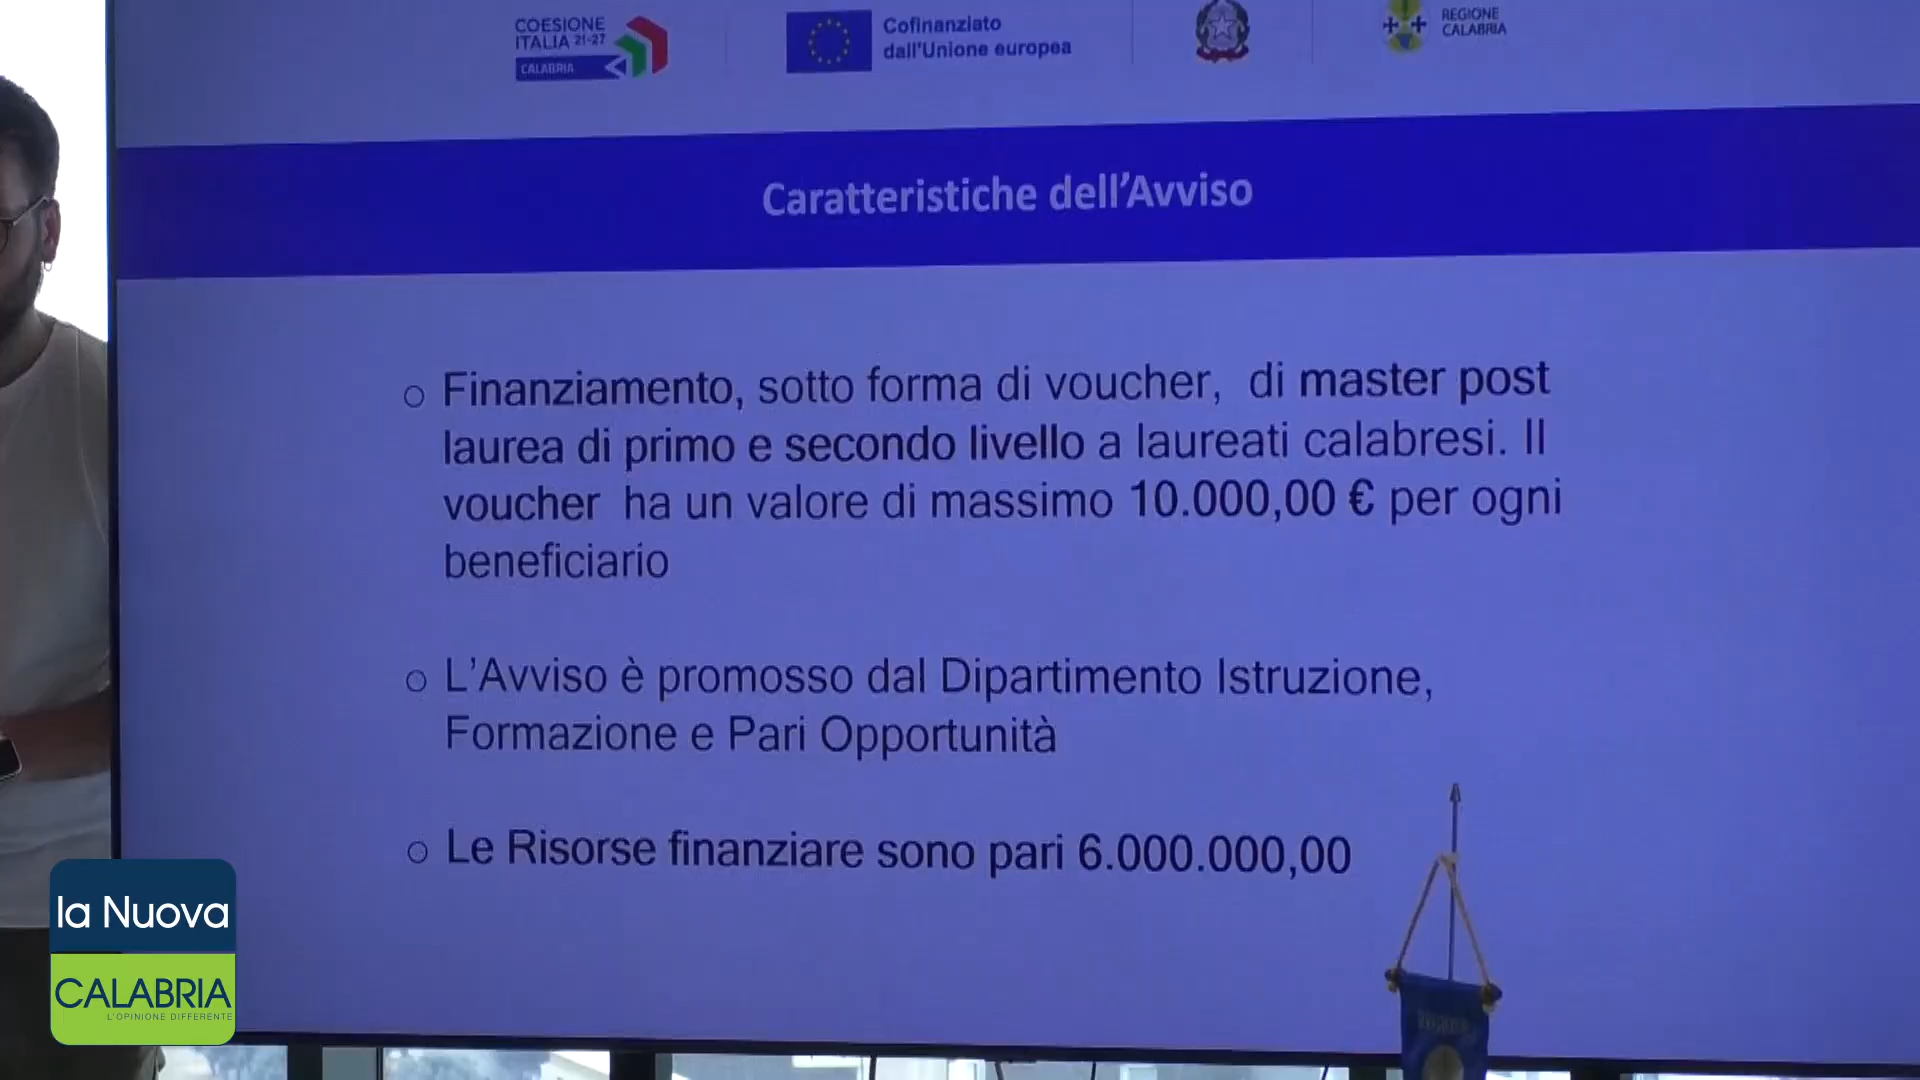 COESIONE
ITALIA 21-27
CALABRIA
Cofinanziato
dall'Unione europea
REGIONE
CALABRIA
Caratteristiche dell'Avviso
Finanziamento, sotto forma di voucher, di master post
laurea di primo e secondo livello a laureati calabresi. Il
voucher ha un valore di massimo 10.000,00 € per ogni
beneficiario
L'Avviso è promosso dal Dipartimento Istruzione,
Formazione e Pari Opportunità
Le Risorse finanziare sono pari 6.000.000,00
la Nuova
CALABRIA
L'OPINIONE DIFFERENTE